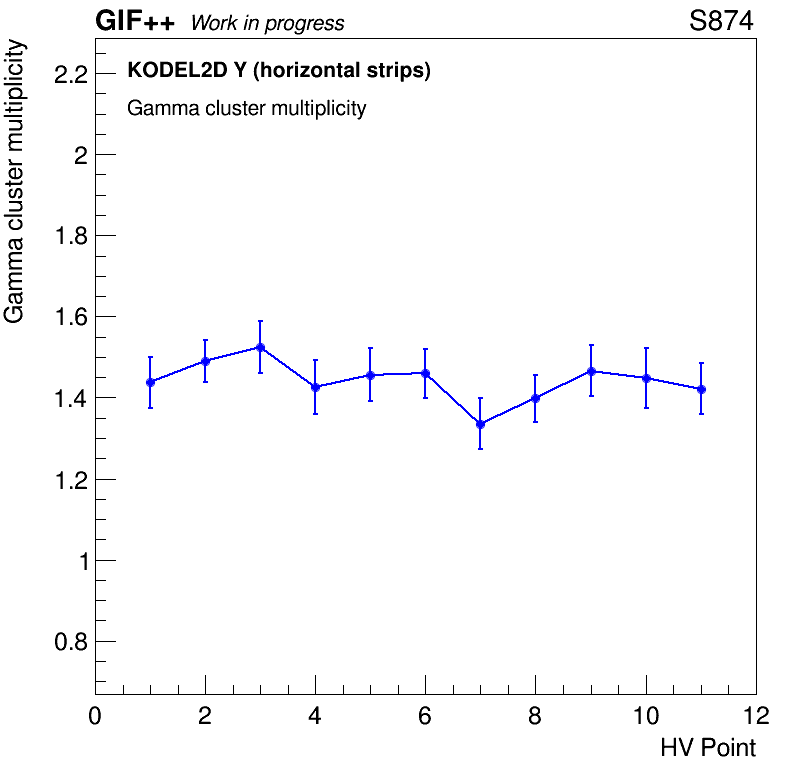 GIF++ Work in progress S874
Gamma cluster multiplicity
KODEL2D Y (horizontal strips)
Gamma cluster multiplicity
2.2
2
1.8
1.6
1.4
1.2
1
0.8
0 2 4 6 8 10 12
HV Point